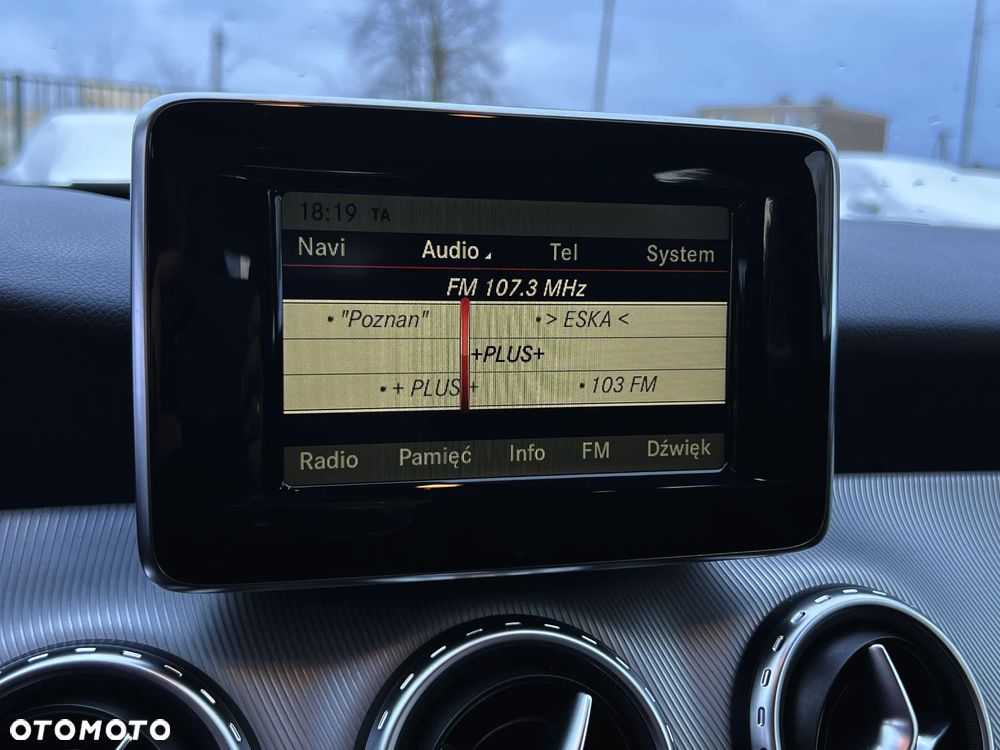 18:19 TA
Navi Audio Tel System
FM 107.3 MHz
• "Poznan" • > ESKA <
+PLUS+
• + PLUS + • 103 FM
Radio Pamięć Info FM Dźwięk
OTOMOTO